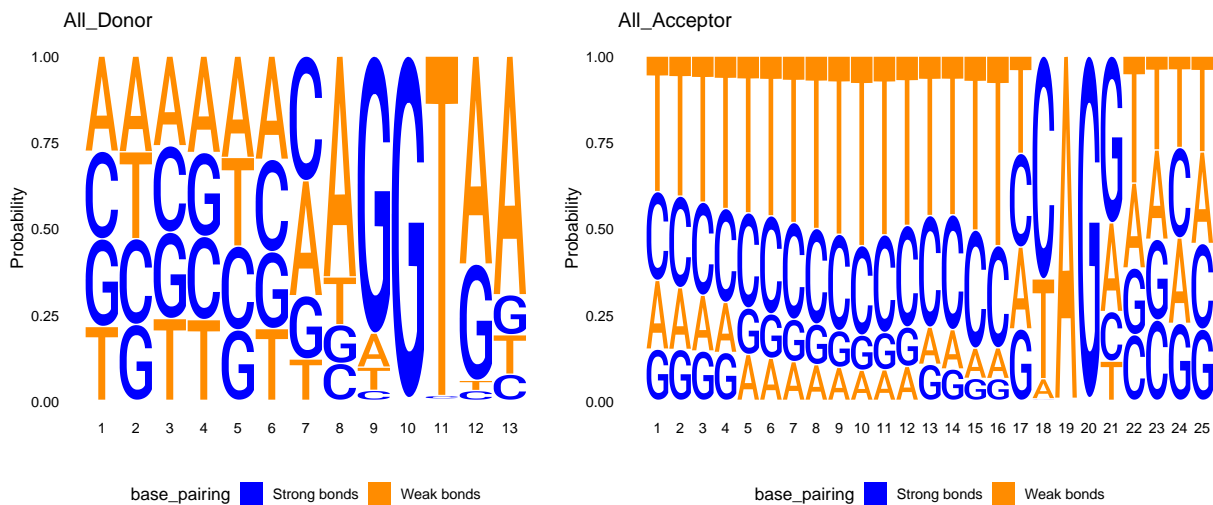 All_Donor
All_Acceptor
1.00
0.75
0.50
0.25
0.00
Probability
A A A A A A C A G G T A A
C T C G T C A A G
G C G C C G G T A G G
T G T T G T T G T T T
C C C C
1 2 3 4 5 6 7 8 9 10 11 12 13
base_pairing Strong bonds Weak bonds
1.00
0.75
0.50
0.25
0.00
Probability
T T T T T T T T T T T T T T T T T C A G G T T T T
C C C C C C C C C C C C C C C C C T A A A C A
A A A A G G G G G G G G A A A A A A C G G A C
G G G G A A A A A A A A G G G G G T C C G G
1 2 3 4 5 6 7 8 9 10 11 12 13 14 15 16 17 18 19 20 21 22 23 24 25
base_pairing Strong bonds Weak bonds